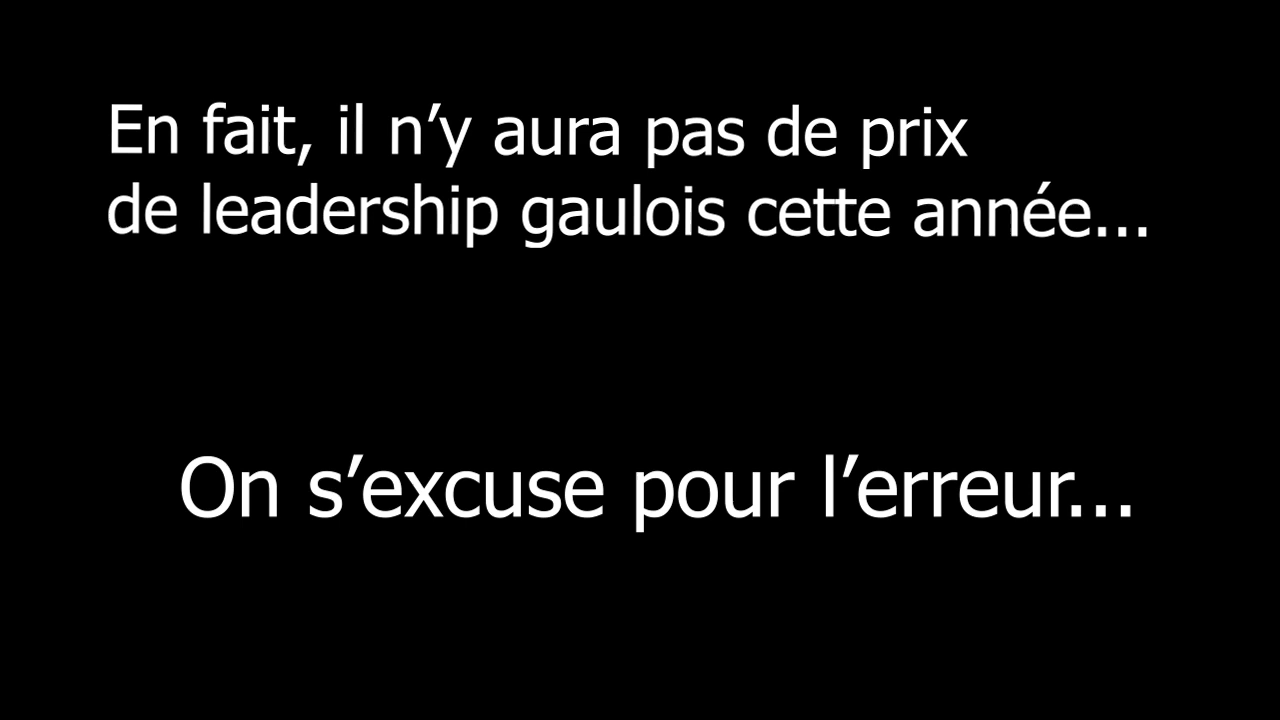 En fait, il n’y aura pas de prix
de leadership gaulois cette année...
On s’excuse pour l’erreur...